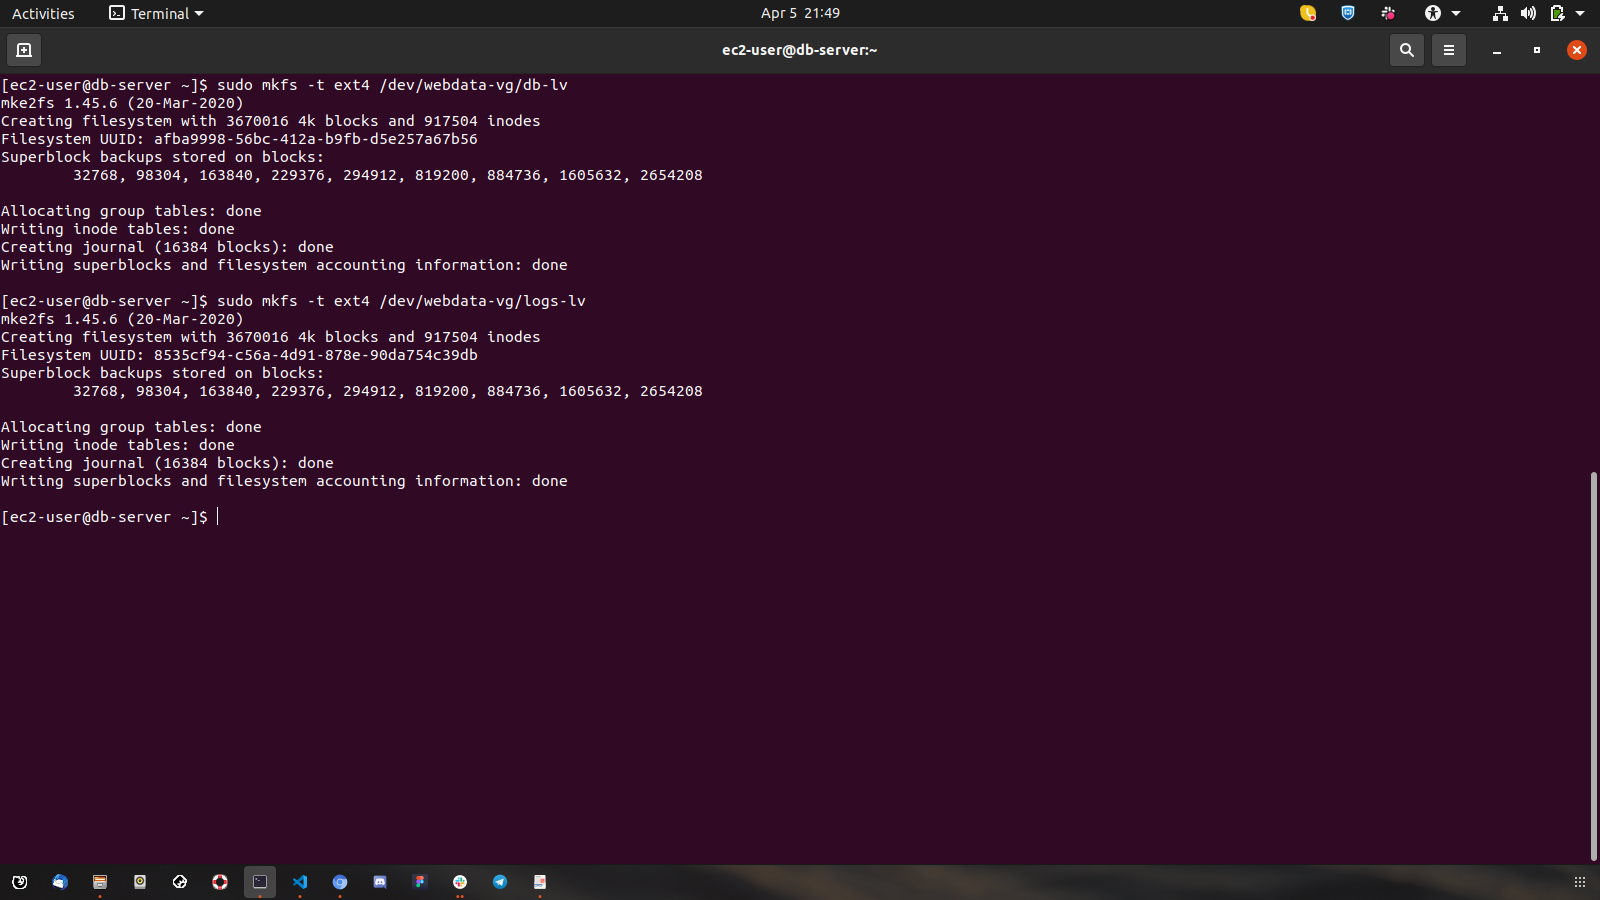 Activities
Terminal
Apr 5 21:49
ec2-user@db-server:~
[ec2-user@db-server ~]$ sudo mkfs -t ext4 /dev/webdata-vg/db-lv
mke2fs 1.45.6 (20-Mar-2020)
Creating filesystem with 3670016 4k blocks and 917504 inodes
Filesystem UUID: afba9998-56bc-412a-b9fb-d5e257a67b56
Superblock backups stored on blocks:
32768, 98304, 163840, 229376, 294912, 819200, 884736, 1605632, 2654208
Allocating group tables: done
Writing inode tables: done
Creating journal (16384 blocks): done
Writing superblocks and filesystem accounting information: done
[ec2-user@db-server ~]$ sudo mkfs -t ext4 /dev/webdata-vg/logs-lv
mke2fs 1.45.6 (20-Mar-2020)
Creating filesystem with 3670016 4k blocks and 917504 inodes
Filesystem UUID: 8535cf94-c56a-4d91-878e-90da754c39db
Superblock backups stored on blocks:
32768, 98304, 163840, 229376, 294912, 819200, 884736, 1605632, 2654208
Allocating group tables: done
Writing inode tables: done
Creating journal (16384 blocks): done
Writing superblocks and filesystem accounting information: done
[ec2-user@db-server ~]$